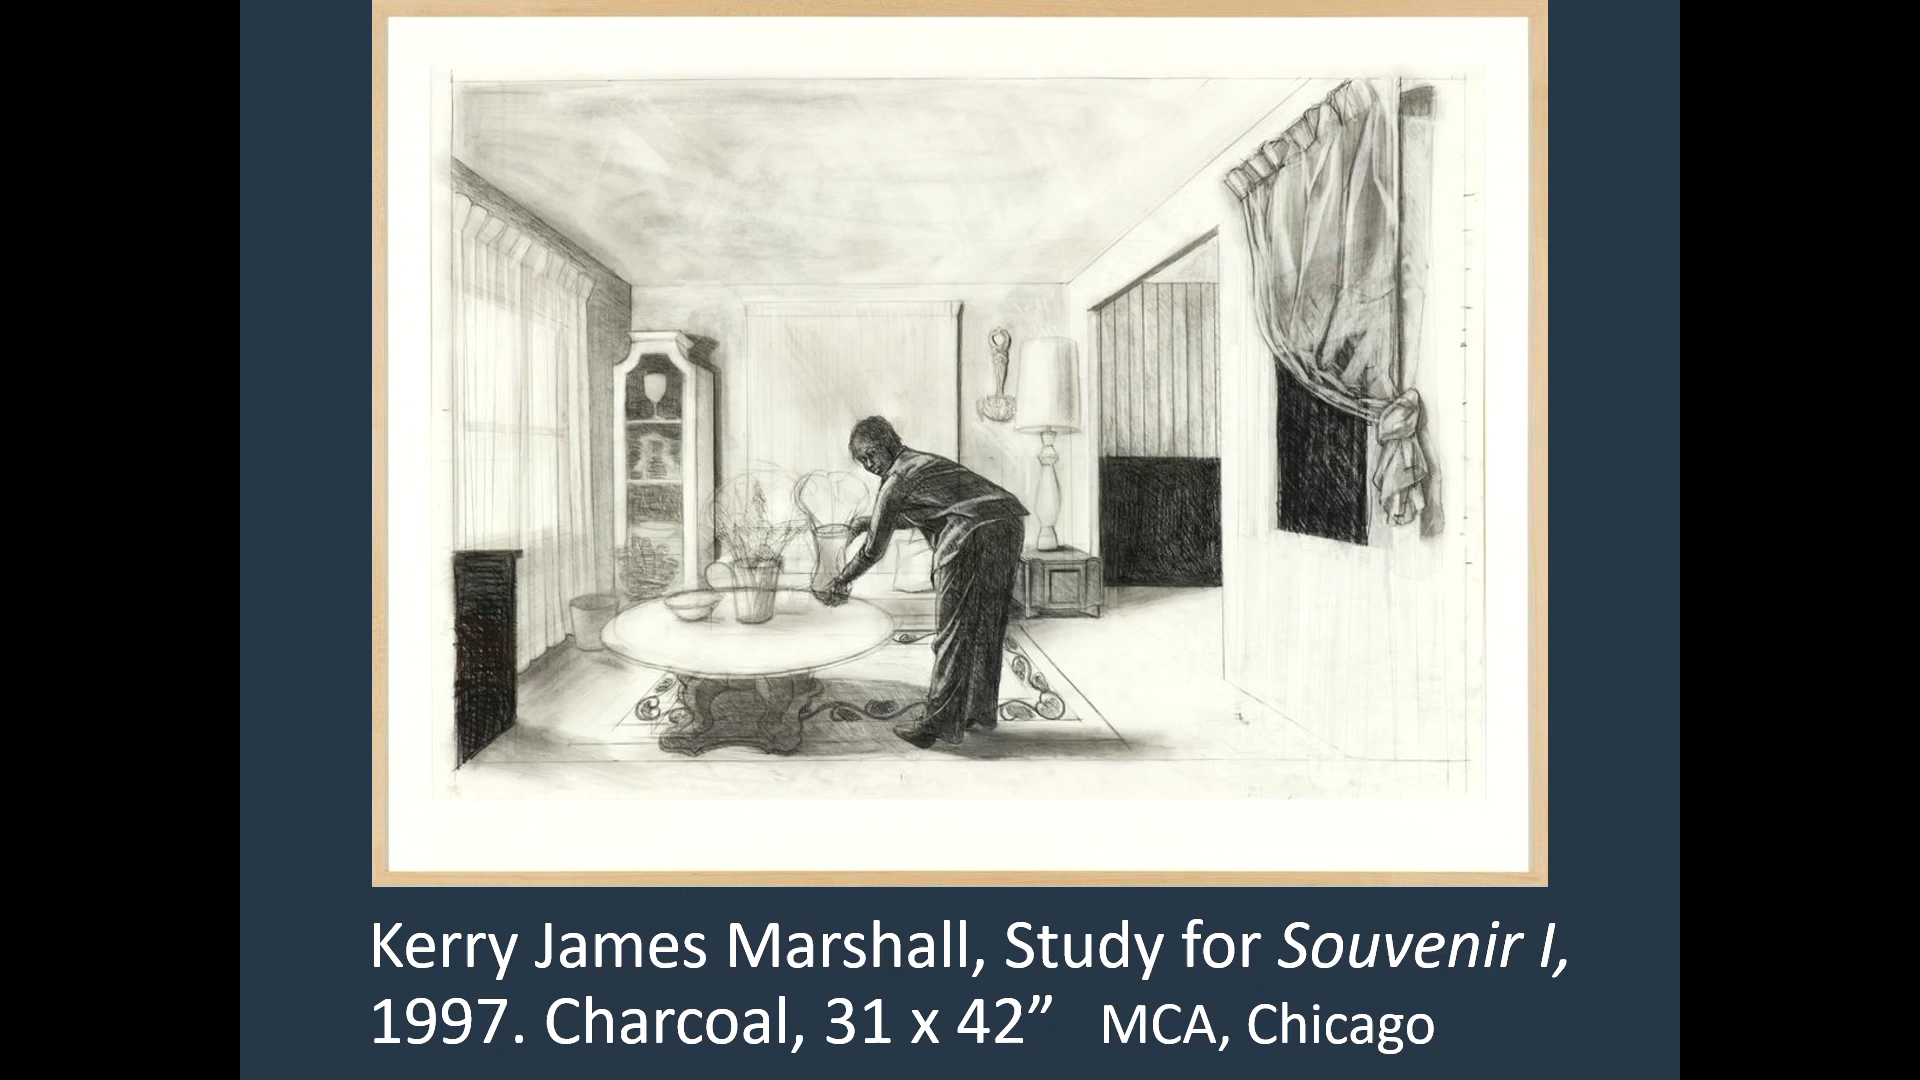 Kerry James Marshall, Study for Souvenir I,
1997. Charcoal, 31 x 42” MCA, Chicago